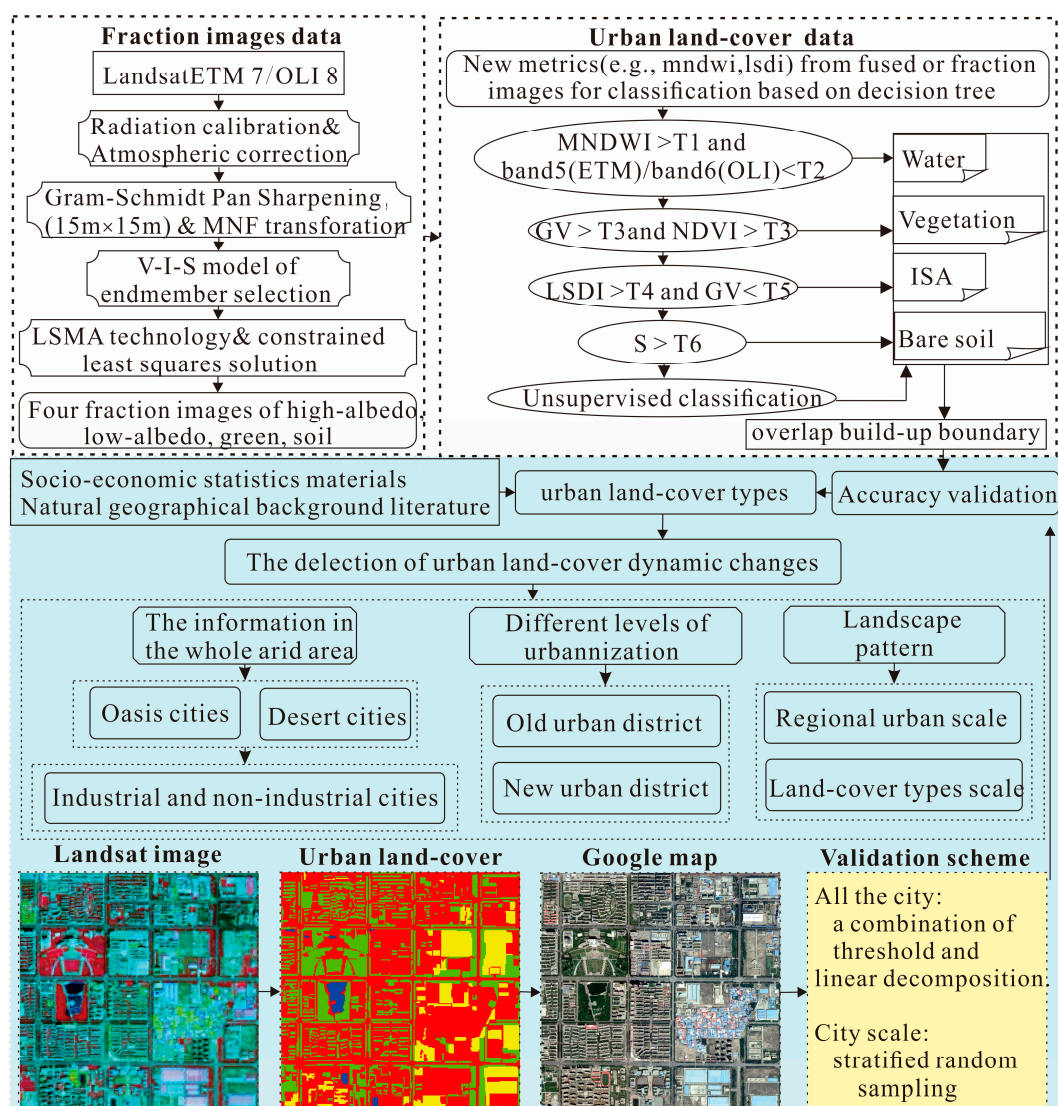 Fraction images data
LandsatETM 7/OLI 8
Radiation calibration&
Atmospheric correction
Gram-Schmidt Pan Sharpening
(15m×15m) & MNF transforation
V-I-S model of
endmember selection
LSMA technology& constrained
least squares solution
Four fraction images of high-albedo,
low-albedo, green, soil
Urban land-cover data
New metrics(e.g., mndwi,lsdi) from fused or fraction
images for classification based on decision tree
MNDWI >T1 and
band5(ETM)/band6(OLI)<T2
GV > T3and NDVI > T3
LSDI >T4 and GV< T5
S > T6
Unsupervised classification
Water
Vegetation
ISA
Bare soil
overlap build-up boundary
Socio-economic statistics materials
Natural geographical background literature
urban land-cover types
Accuracy validation
The delection of urban land-cover dynamic changes
The information in
the whole arid area
Oasis cities
Desert cities
Industrial and non-industrial cities
Different levels of
urbannization
Old urban district
New urban district
Landscape
pattern
Regional urban scale
Land-cover types scale
Landsat image
Urban land-cover
Google map
Validation scheme
All the city:
a combination of
threshold and
linear decomposition.
City scale:
stratified random
sampling